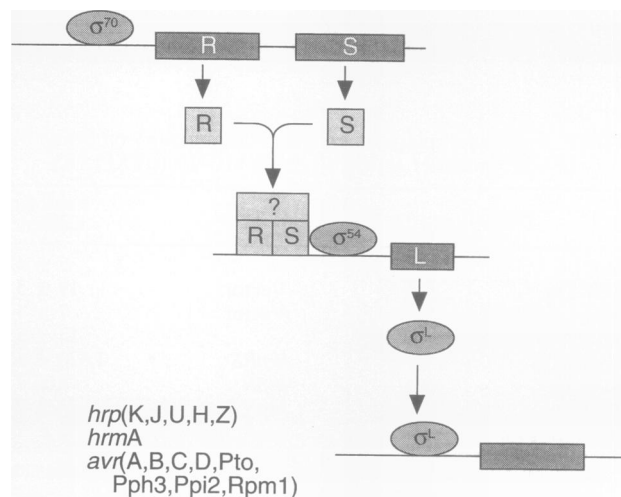 σ70
R S
R S
?
R S σ54
L
σL
σL
hrp(K,J,U,H,Z)
hrmA
avr(A,B,C,D,Pto,
Pph3,Ppi2,Rpm1)